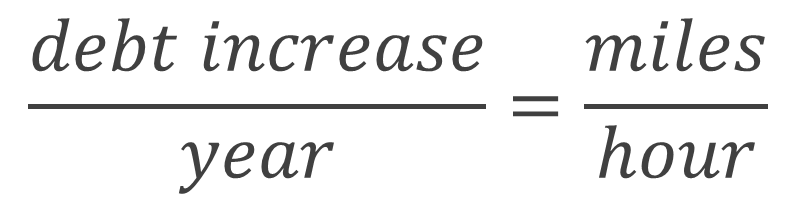 debt increase / year = miles / hour